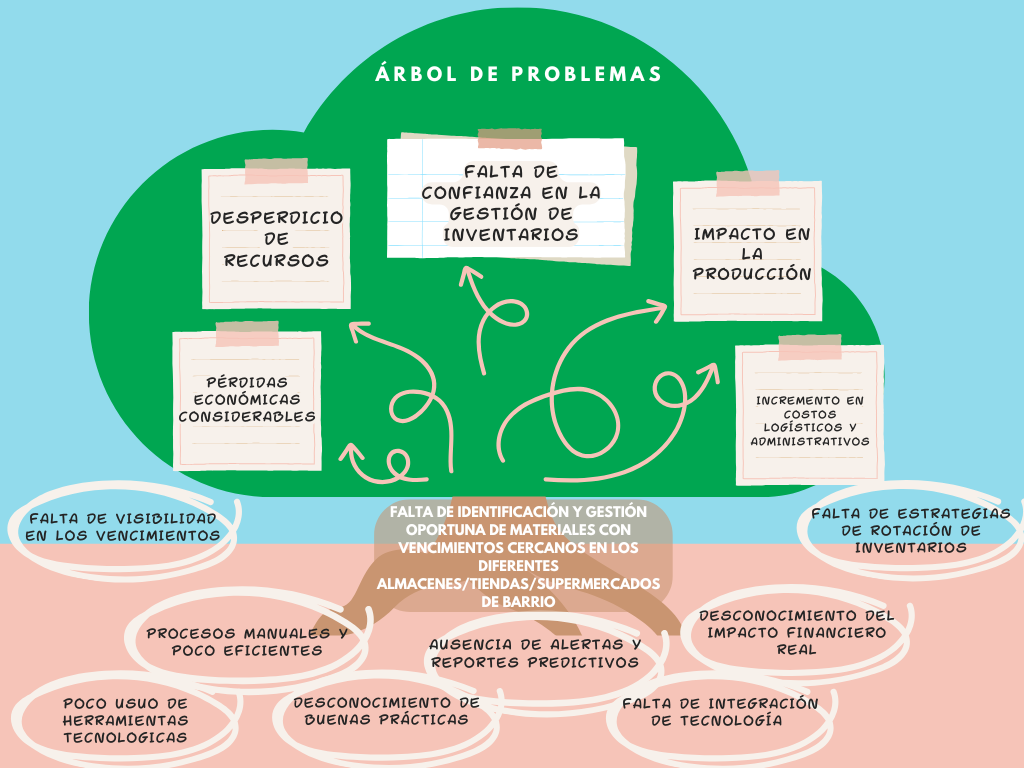 ÁRBOL DE PROBLEMAS
FALTA DE
CONFIANZA EN LA
GESTIÓN DE
INVENTARIOS
DESPERDICIO
DE
RECURSOS
IMPACTO EN
LA
PRODUCCIÓN
PÉRDIDAS
ECONÓMICAS
CONSIDERABLES
INCREMENTO EN
COSTOS
LOGÍSTICOS Y
ADMINISTRATIVOS
FALTA DE VISIBILIDAD
EN LOS VENCIMIENTOS
FALTA DE IDENTIFICACIÓN Y GESTIÓN
OPORTUNA DE MATERIALES CON
VENCIMIENTOS CERCANOS EN LOS
DIFERENTES
ALMACENES/TIENDAS/SUPERMERCADOS
DE BARRIO
FALTA DE ESTRATEGIAS
DE ROTACIÓN DE
INVENTARIOS
PROCESOS MANUALES Y
POCO EFICIENTES
AUSENCIA DE ALERTAS Y
REPORTES PREDICTIVOS
DESCONOCIMIENTO DEL
IMPACTO FINANCIERO
REAL
POCO USUO DE
HERRAMIENTAS
TECNOLOGICAS
DESCONOCIMIENTO DE
BUENAS PRÁCTICAS
FALTA DE INTEGRACIÓN
DE TECNOLOGÍA